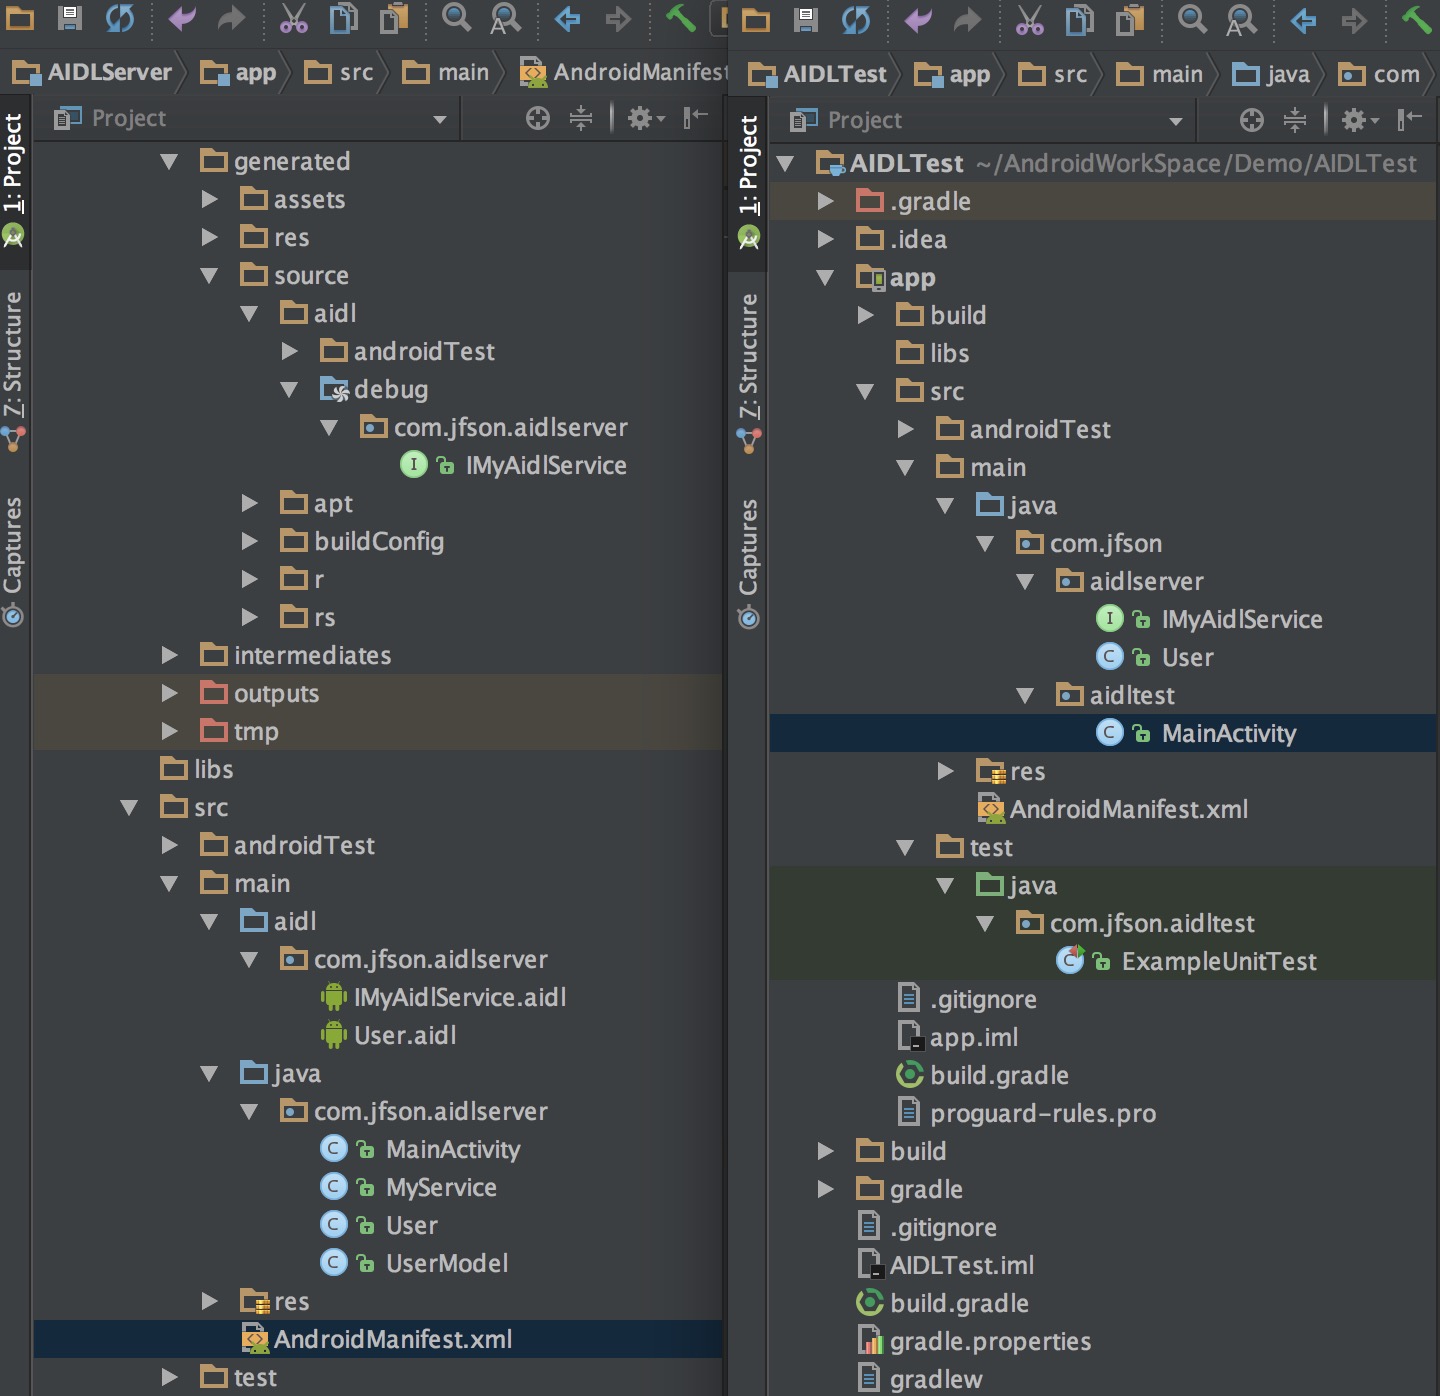 AIDLServer app src main AndroidManifest
Project
1: Project
7: Structure
Captures
generated
assets
res
source
aidl
androidTest
debug
com.jfson.aidlserver
IMyAidlService
apt
buildConfig
r
rs
intermediates
outputs
tmp
libs
src
androidTest
main
aidl
com.jfson.aidlserver
IMyAidlService.aidl
User.aidl
java
com.jfson.aidlserver
MainActivity
MyService
User
UserModel
res
AndroidManifest.xml
test
AIDLTest app src main java com
Project
1: Project
7: Structure
Captures
AIDLTest ~/AndroidWorkSpace/Demo/AIDLTest
.gradle
.idea
app
build
libs
src
androidTest
main
java
com.jfson
aidlserver
IMyAidlService
User
aidltest
MainActivity
res
AndroidManifest.xml
test
java
com.jfson.aidltest
ExampleUnitTest
.gitignore
app.iml
build.gradle
proguard-rules.pro
build
gradle
.gitignore
AIDLTest.iml
build.gradle
gradle.properties
gradlew